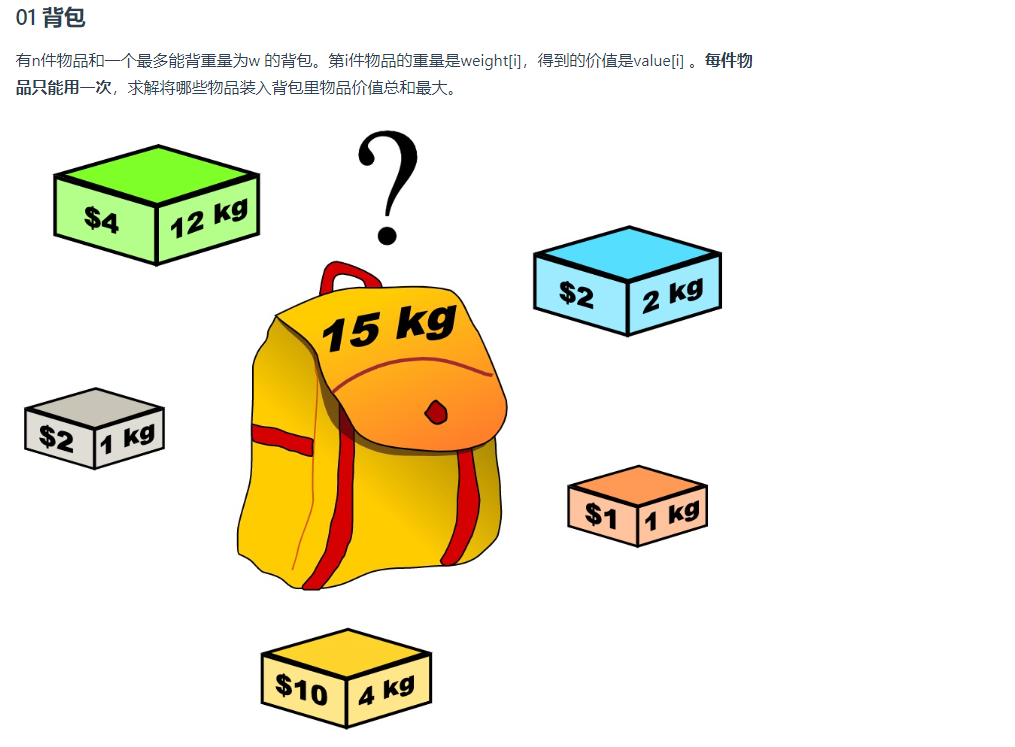 01 背包
有n件物品和一个最多能背重量为w 的背包。第i件物品的重量是weight[i]，得到的价值是value[i] 。每件物
品只能用一次，求解将哪些物品装入背包里物品价值总和最大。
?
$4 12 kg
$2 2 kg
15 kg
$2 1 kg
$1 1 kg
$10 4 kg